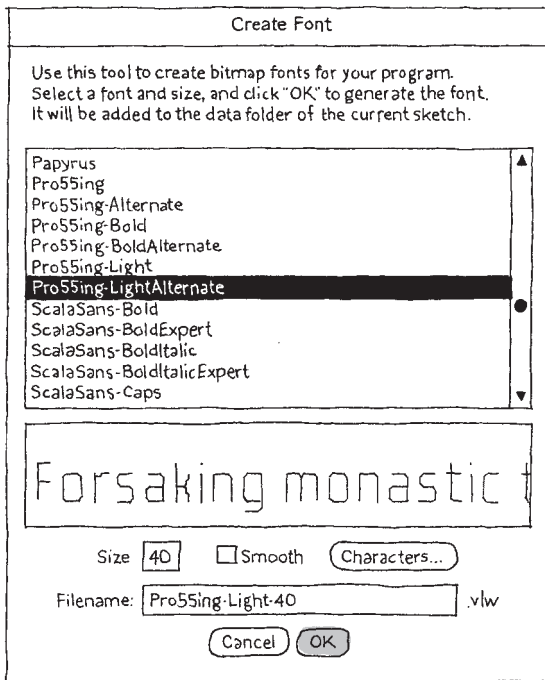 Create Font
Use this tool to create bitmap fonts for your program.
Select a font and size, and click "OK" to generate the font.
It will be added to the data folder of the current sketch.
Papyrus
Pro55ing
Pro55ing-Alternate
Pro55ing-Bold
Pro55ing-BoldAlternate
Pro55ing-Light
Pro55ing-LightAlternate
ScalaSans-Bold
ScalaSans-BoldExpert
ScalaSans-BoldItalic
ScalaSans-BoldItalicExpert
ScalaSans-Caps
Forsaking monastic t
Size 40 Smooth Characters...
Filename: Pro55ing-Light-40 .vlw
Cancel OK